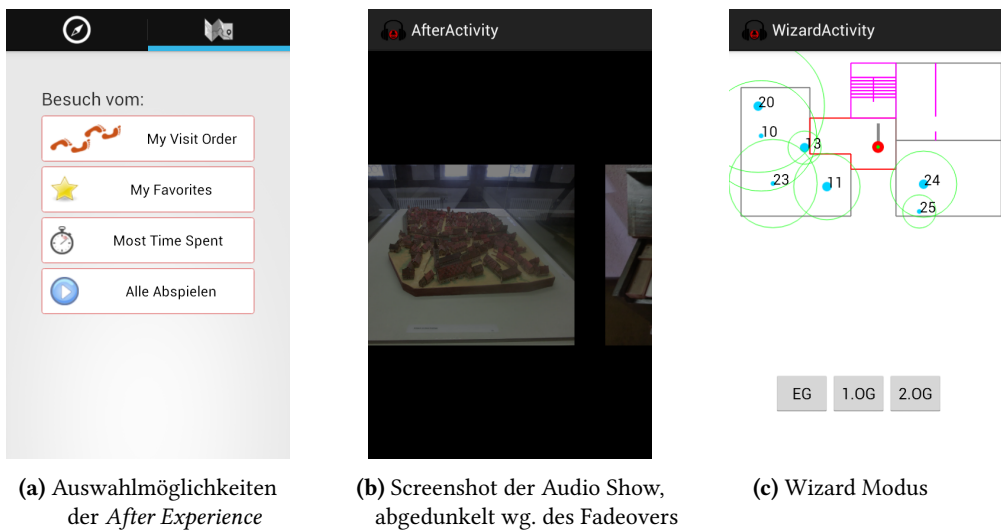 Besuch vom:
My Visit Order
My Favorites
Most Time Spent
Alle Abspielen
(a) Auswahlmöglichkeiten
der After Experience
AfterActivity
(b) Screenshot der Audio Show,
abgedunkelt wg. des Fadeovers
WizardActivity
20
10
13
23
11
24
25
EG
1.OG
2.OG
(c) Wizard Modus